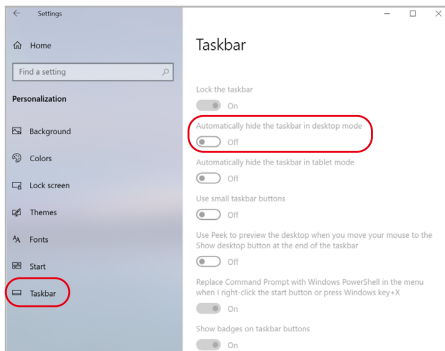 Settings
Home
Find a setting
Personalization
Background
Colors
Lock screen
Themes
Fonts
Start
Taskbar
Taskbar
Lock the taskbar
On
Automatically hide the taskbar in desktop mode
Off
Automatically hide the taskbar in tablet mode
Off
Use small taskbar buttons
Off
Use Peek to preview the desktop when you move your mouse to the
Show desktop button at the end of the taskbar
Off
Replace Command Prompt with Windows PowerShell in the menu
when I right-click the start button or press Windows key+X
On
Show badges on taskbar buttons
On